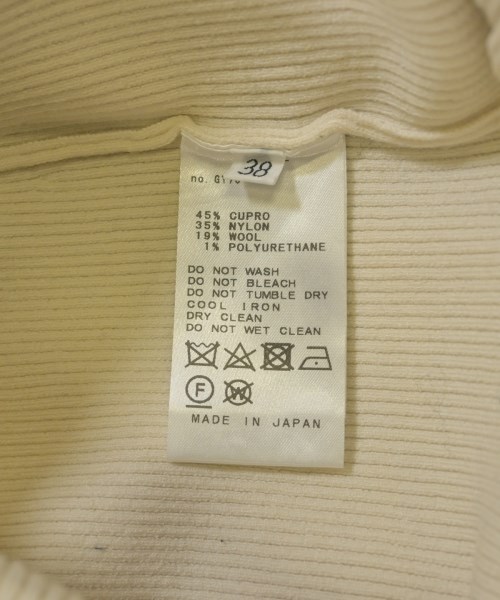 38
no.
45% CUPRO
35% NYLON
19% WOOL
1% POLYURETHANE
DO NOT WASH
DO NOT BLEACH
DO NOT TUMBLE DRY
COOL IRON
DRY CLEAN
DO NOT WET CLEAN
F W
MADE IN JAPAN